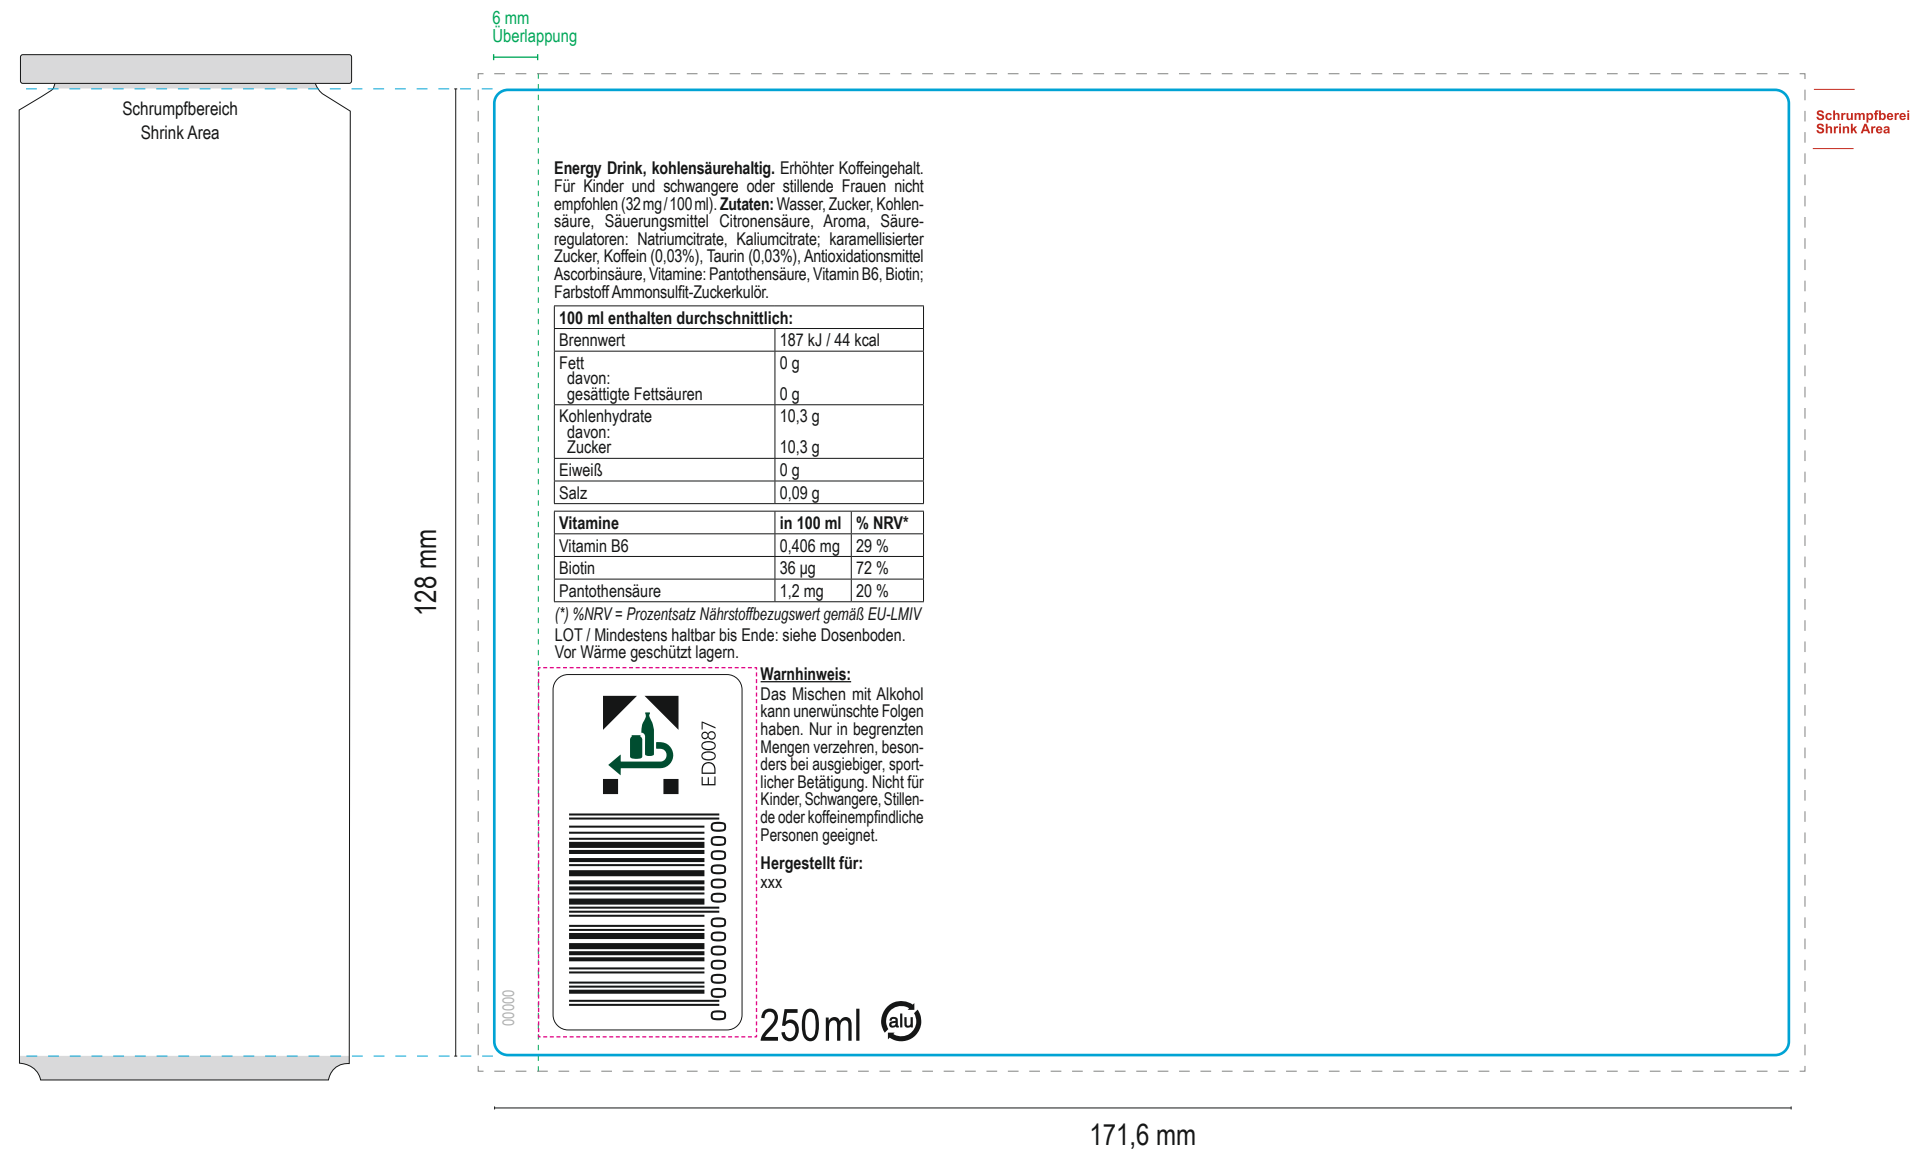 6 mm
Überlappung
Schrumpfbereich
Shrink Area
Schrumpfberei
Shrink Area
Energy Drink, kohlensäurehaltig. Erhöhter Koffeingehalt.
Für Kinder und schwangere oder stillende Frauen nicht
empfohlen (32 mg / 100 ml). Zutaten: Wasser, Zucker, Kohlen-
säure, Säuerungsmittel Citronensäure, Aroma, Säure-
regulatoren: Natriumcitrate, Kaliumcitrate; karamellisierter
Zucker, Koffein (0,03%), Taurin (0,03%), Antioxidationsmittel
Ascorbinsäure, Vitamine: Pantothensäure, Vitamin B6, Biotin;
Farbstoff Ammonsulfit-Zuckerkulör.
100 ml enthalten durchschnittlich:
Brennwert 187 kJ / 44 kcal
Fett 0 g
davon:
gesättigte Fettsäuren 0 g
Kohlenhydrate 10,3 g
davon:
Zucker 10,3 g
Eiweiß 0 g
Salz 0,09 g
Vitamine in 100 ml % NRV*
Vitamin B6 0,406 mg 29 %
Biotin 36 µg 72 %
Pantothensäure 1,2 mg 20 %
(*) %NRV = Prozentsatz Nährstoffbezugswert gemäß EU-LMIV
LOT / Mindestens haltbar bis Ende: siehe Dosenboden.
Vor Wärme geschützt lagern.
Warnhinweis:
Das Mischen mit Alkohol
kann unerwünschte Folgen
haben. Nur in begrenzten
Mengen verzehren, beson-
ders bei ausgiebiger, sport-
licher Betätigung. Nicht für
Kinder, Schwangere, Stillen-
de oder koffeinempfindliche
Personen geeignet.
Hergestellt für:
xxx
ED0087
0 000000 000000
00000
250 ml
alu
128 mm
171,6 mm